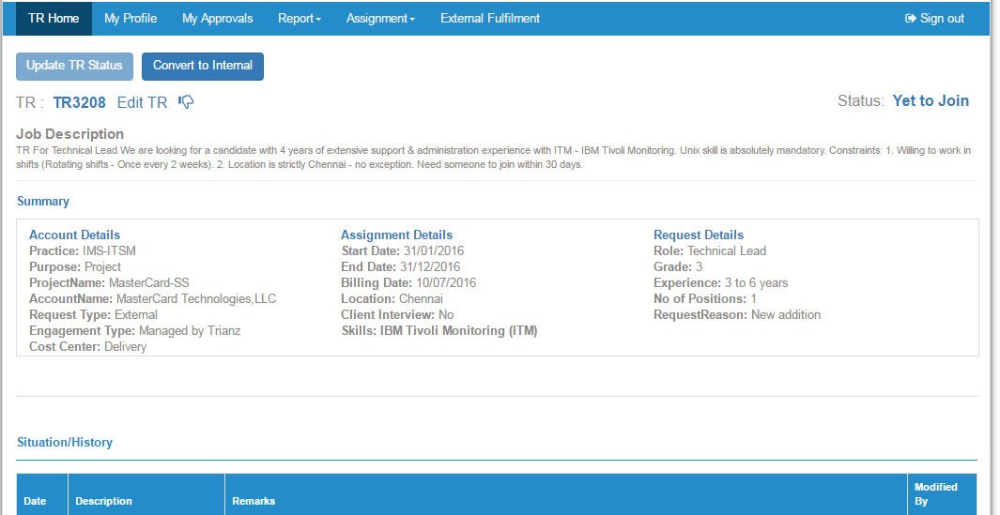 TR Home My Profile My Approvals Report Assignment External Fulfilment Sign out
Update TR Status Convert to Internal
TR : TR3208 Edit TR Status: Yet to Join
Job Description
TR For Technical Lead We are looking for a candidate with 4 years of extensive support & administration experience with ITM - IBM Tivoli Monitoring. Unix skill is absolutely mandatory. Constraints: 1. Willing to work in
shifts (Rotating shifts - Once every 2 weeks). 2. Location is strictly Chennai - no exception. Need someone to join within 30 days.
Summary
Account Details
Practice: IMS-ITSM
Purpose: Project
ProjectName: MasterCard-SS
AccountName: MasterCard Technologies,LLC
Request Type: External
Engagement Type: Managed by Trianz
Cost Center: Delivery
Assignment Details
Start Date: 31/01/2016
End Date: 31/12/2016
Billing Date: 10/07/2016
Location: Chennai
Client Interview: No
Skills: IBM Tivoli Monitoring (ITM)
Request Details
Role: Technical Lead
Grade: 3
Experience: 3 to 6 years
No of Positions: 1
RequestReason: New addition
Situation/History
Date Description Remarks Modified
By